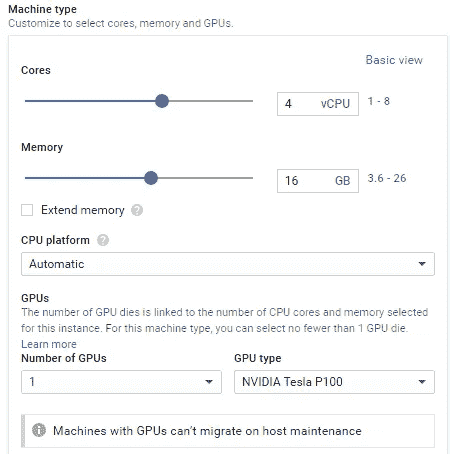 Machine type
Customize to select cores, memory and GPUs.
Basic view
Cores
4 vCPU 1 - 8
Memory
16 GB 3.6 - 26
Extend memory ?
CPU platform ?
Automatic
GPUs
The number of GPU dies is linked to the number of CPU cores and memory selected
for this instance. For this machine type, you can select no fewer than 1 GPU die.
Learn more
Number of GPUs GPU type
1 NVIDIA Tesla P100
Machines with GPUs can't migrate on host maintenance